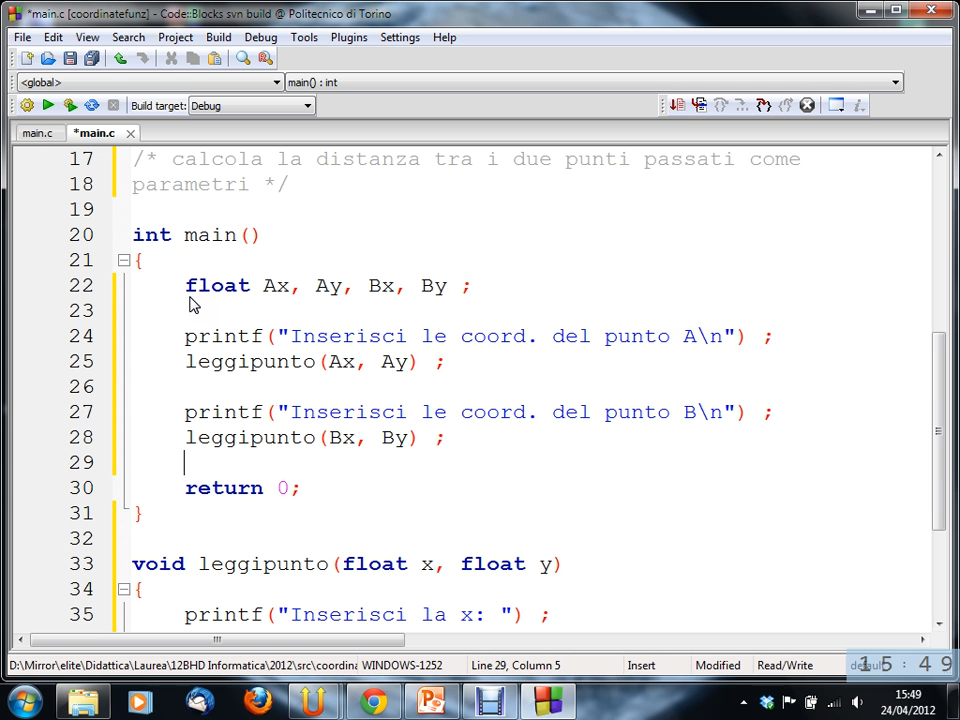 *main.c [coordinatefunz] - Code::Blocks svn build @ Politecnico di Torino
File Edit View Search Project Build Debug Tools Plugins Settings Help
<global> main() : int
Build target: Debug
main.c *main.c
17 /* calcola la distanza tra i due punti passati come
18 parametri */
19
20 int main()
21 {
22 float Ax, Ay, Bx, By ;
23
24 printf("Inserisci le coord. del punto A\n") ;
25 leggipunto(Ax, Ay) ;
26
27 printf("Inserisci le coord. del punto B\n") ;
28 leggipunto(Bx, By) ;
29
30 return 0;
31 }
32
33 void leggipunto(float x, float y)
34 {
35 printf("Inserisci la x: ") ;
D:\Mirror\elite\Didattica\Laurea\12BHD Informatica\2012\src\coordina WINDOWS-1252 Line 29, Column 5 Insert Modified Read/Write default
15:49
15:49
24/04/2012